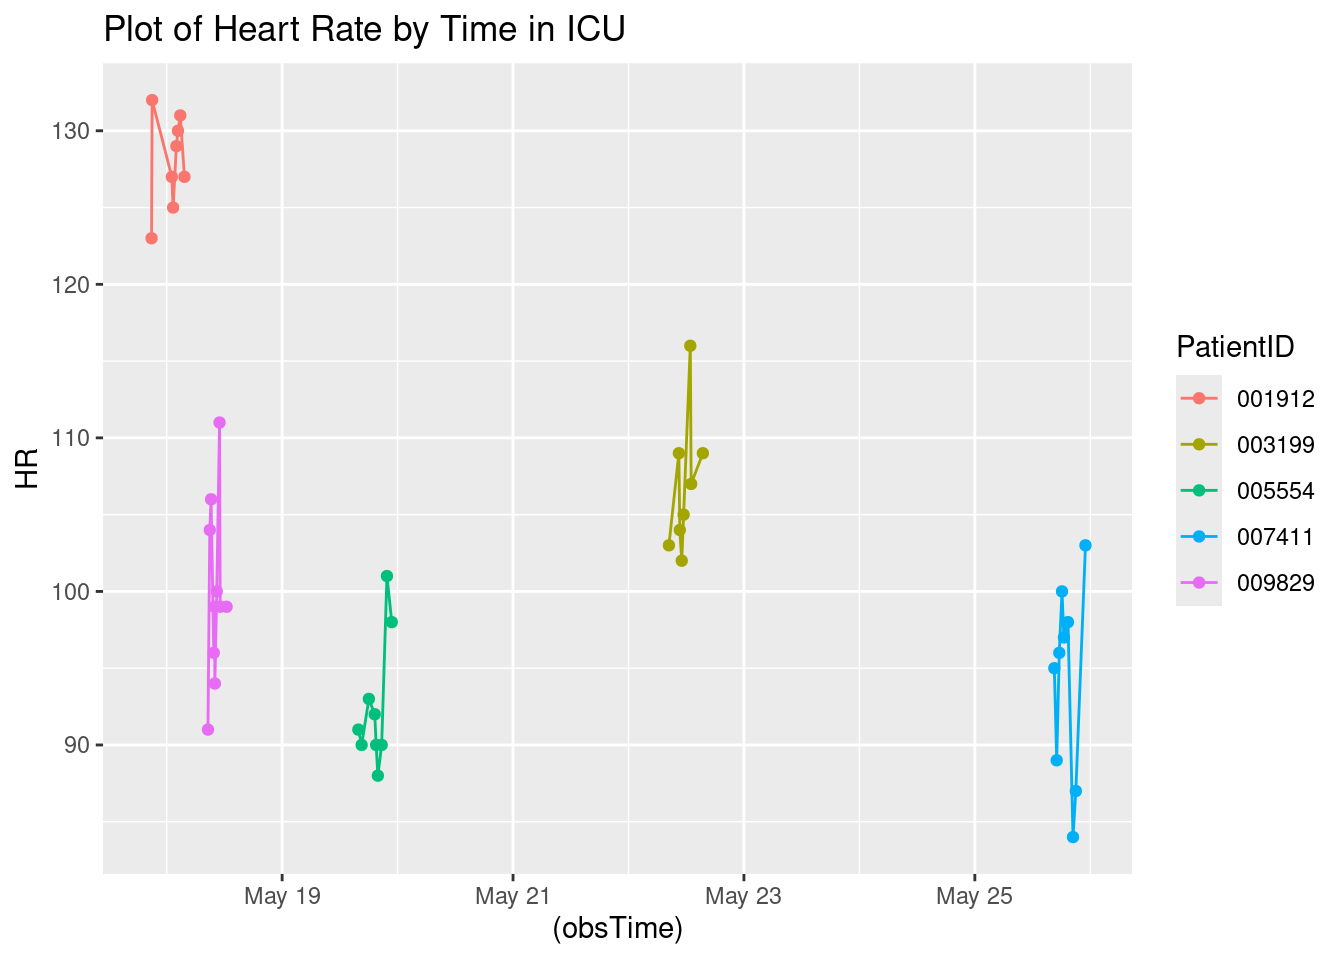 Plot of Heart Rate by Time in ICU
130
120
110
100
90
HR
May 19
May 21
May 23
May 25
(obsTime)
PatientID
001912
003199
005554
007411
009829